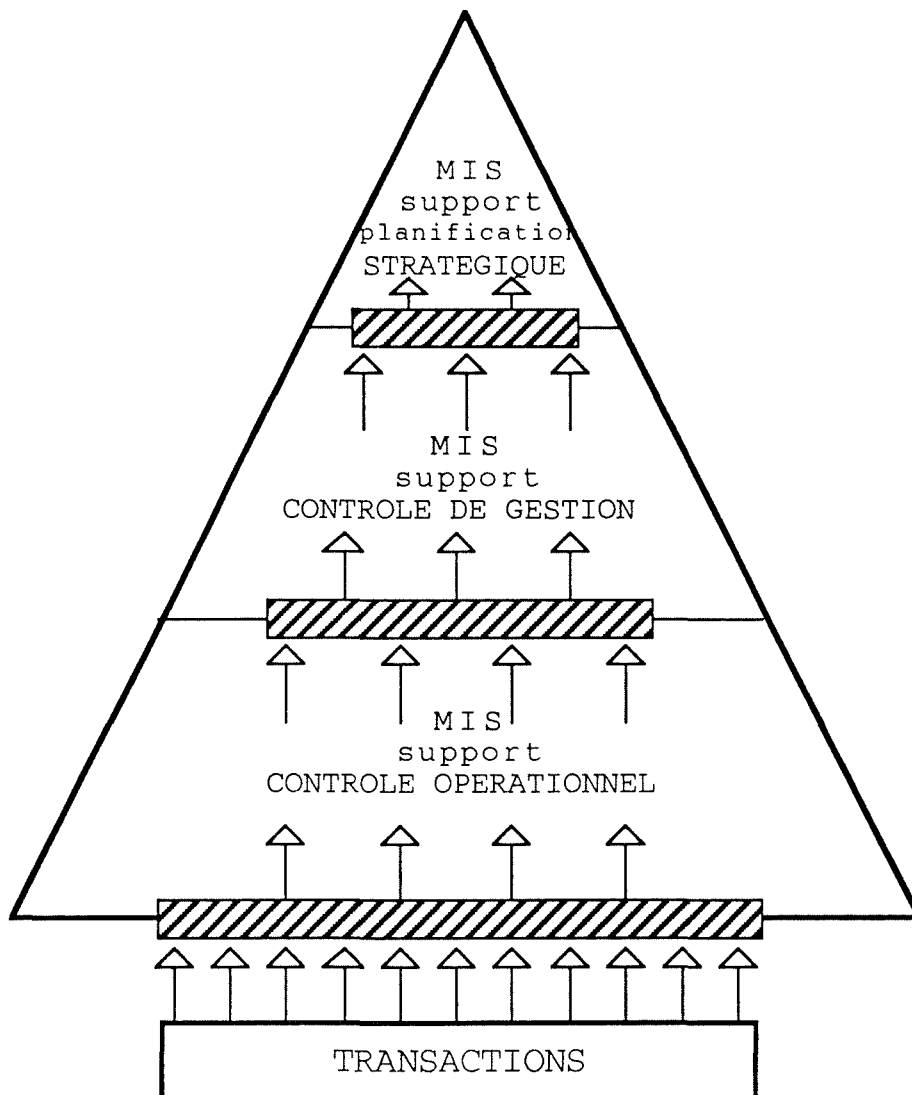 MIS
support
planification
STRATEGIQUE
MIS
support
CONTROLE DE GESTION
MIS
support
CONTROLE OPERATIONNEL
TRANSACTIONS